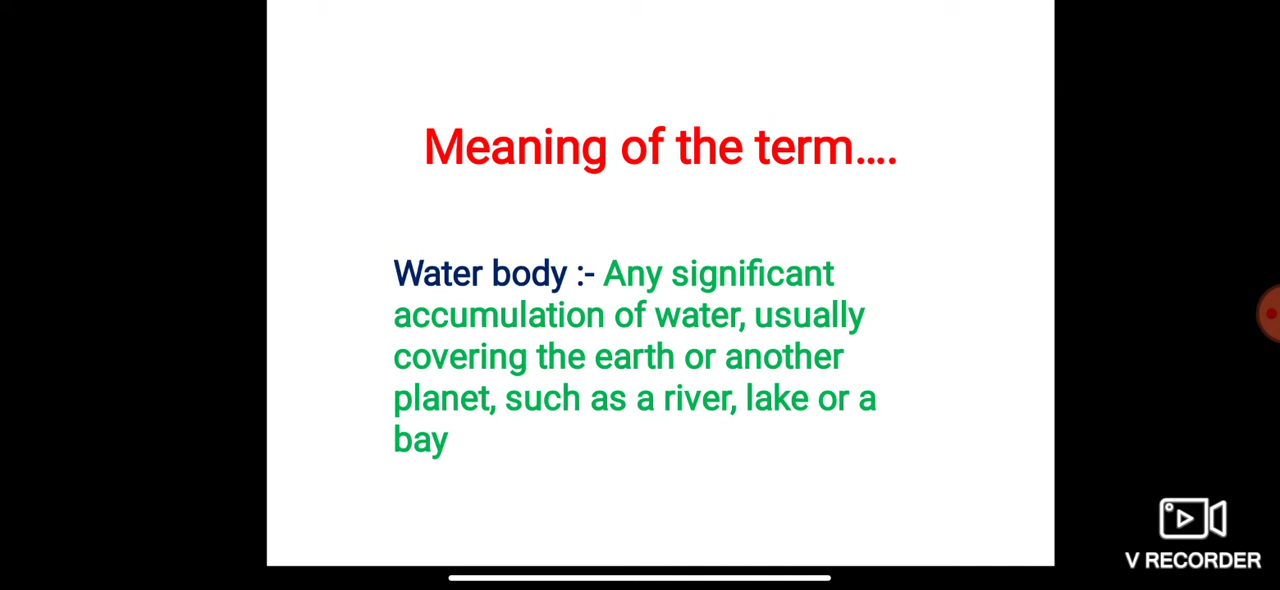 Meaning of the term....
Water body :- Any significant
accumulation of water, usually
covering the earth or another
planet, such as a river, lake or a
bay
V RECORDER